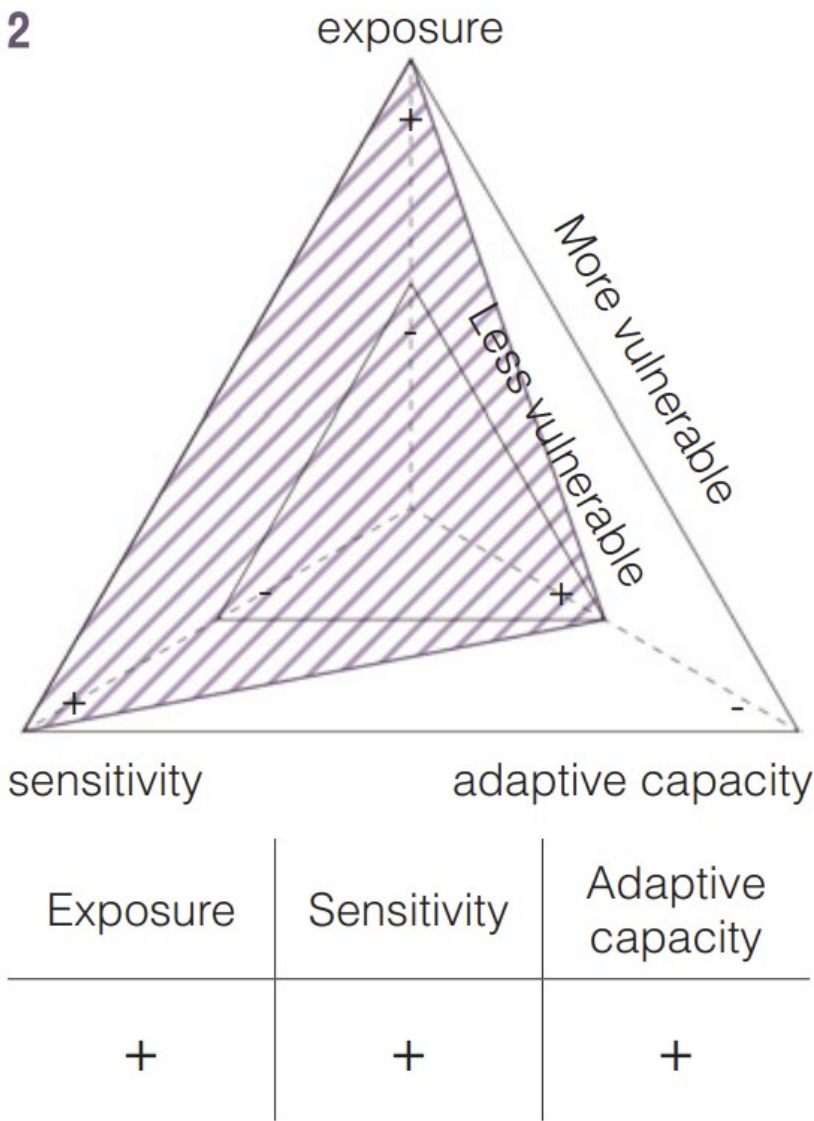 2
exposure
+
More vulnerable
-
Less vulnerable
-
+
+
-
sensitivity
adaptive capacity
Exposure
Sensitivity
Adaptive
capacity
+
+
+